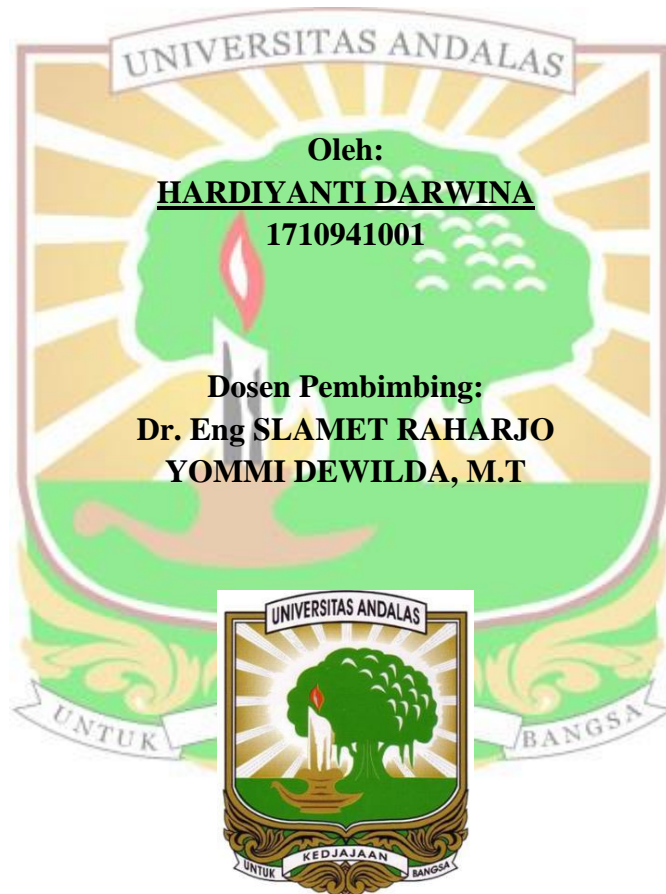 UNIVERSITAS ANDALAS
Oleh:
HARDIYANTI DARWINA
1710941001
Dosen Pembimbing:
Dr. Eng SLAMET RAHARJO
YOMMI DEWILDA, M.T
UNIVERSITAS ANDALAS
UNTUK
BANGSA
UNTUK
KEDJAJAAN
BANGSA